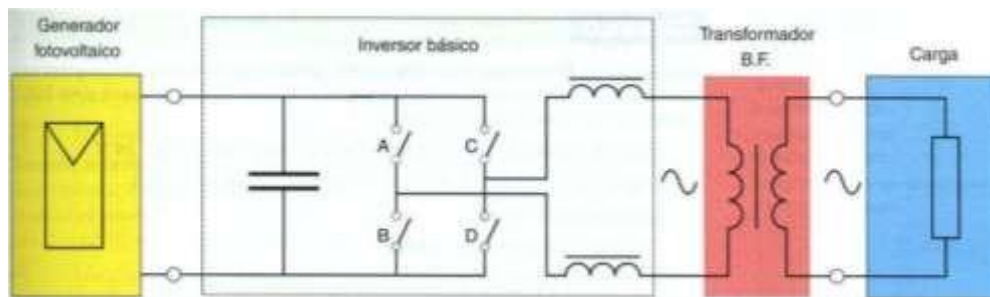 Generador
fotovoltaico
Inversor básico
Transformador
B.F.
Carga
A
C
B
D